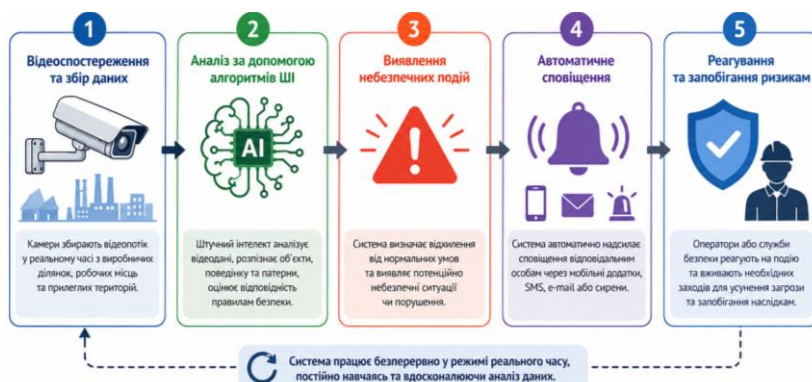 1
Відеоспостереження
та збір даних
Камери збирають відеопотік
у реальному часі з виробничих
ділянок, робочих місць
та прилеглих територій.
2
Аналіз за допомогою
алгоритмів ШІ
AI
Штучний інтелект аналізує
відеодані, розпізнає об'єкти,
поведінку та патерни,
оцінює відповідність
правилам безпеки.
3
Виявлення
небезпечних подій
Система визначає відхилення
від нормальних умов
та виявляє потенційно
небезпечні ситуації
чи порушення.
4
Автоматичне
сповіщення
Система автоматично надсилає
сповіщення відповідальним
особам через мобільні додатки,
SMS, e-mail або сирени.
5
Реагування
та запобігання ризикам
Оператори або служби
безпеки реагують на подію
та вживають необхідних
заходів для усунення загрози
та запобігання наслідкам.
Система працює безперервно у режимі реального часу,
постійно навчаясь та вдосконалюючи аналіз даних.